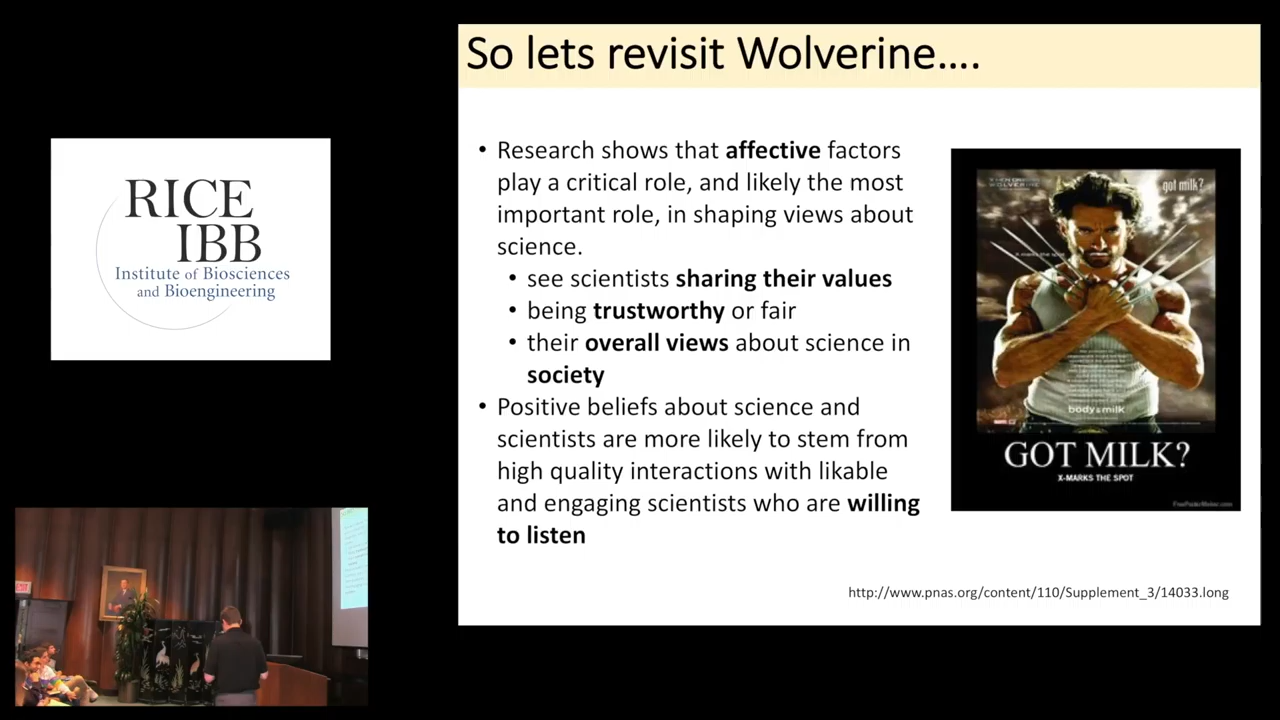 So lets revisit Wolverine....
RICE
IBB
Institute of Biosciences
and Bioengineering
• Research shows that affective factors
play a critical role, and likely the most
important role, in shaping views about
science.
• see scientists sharing their values
• being trustworthy or fair
• their overall views about science in
society
• Positive beliefs about science and
scientists are more likely to stem from
high quality interactions with likable
and engaging scientists who are willing
to listen
got milk?
body by milk
GOT MILK?
X-MARKS THE SPOT
http://www.pnas.org/content/110/Supplement_3/14033.long
EXIT